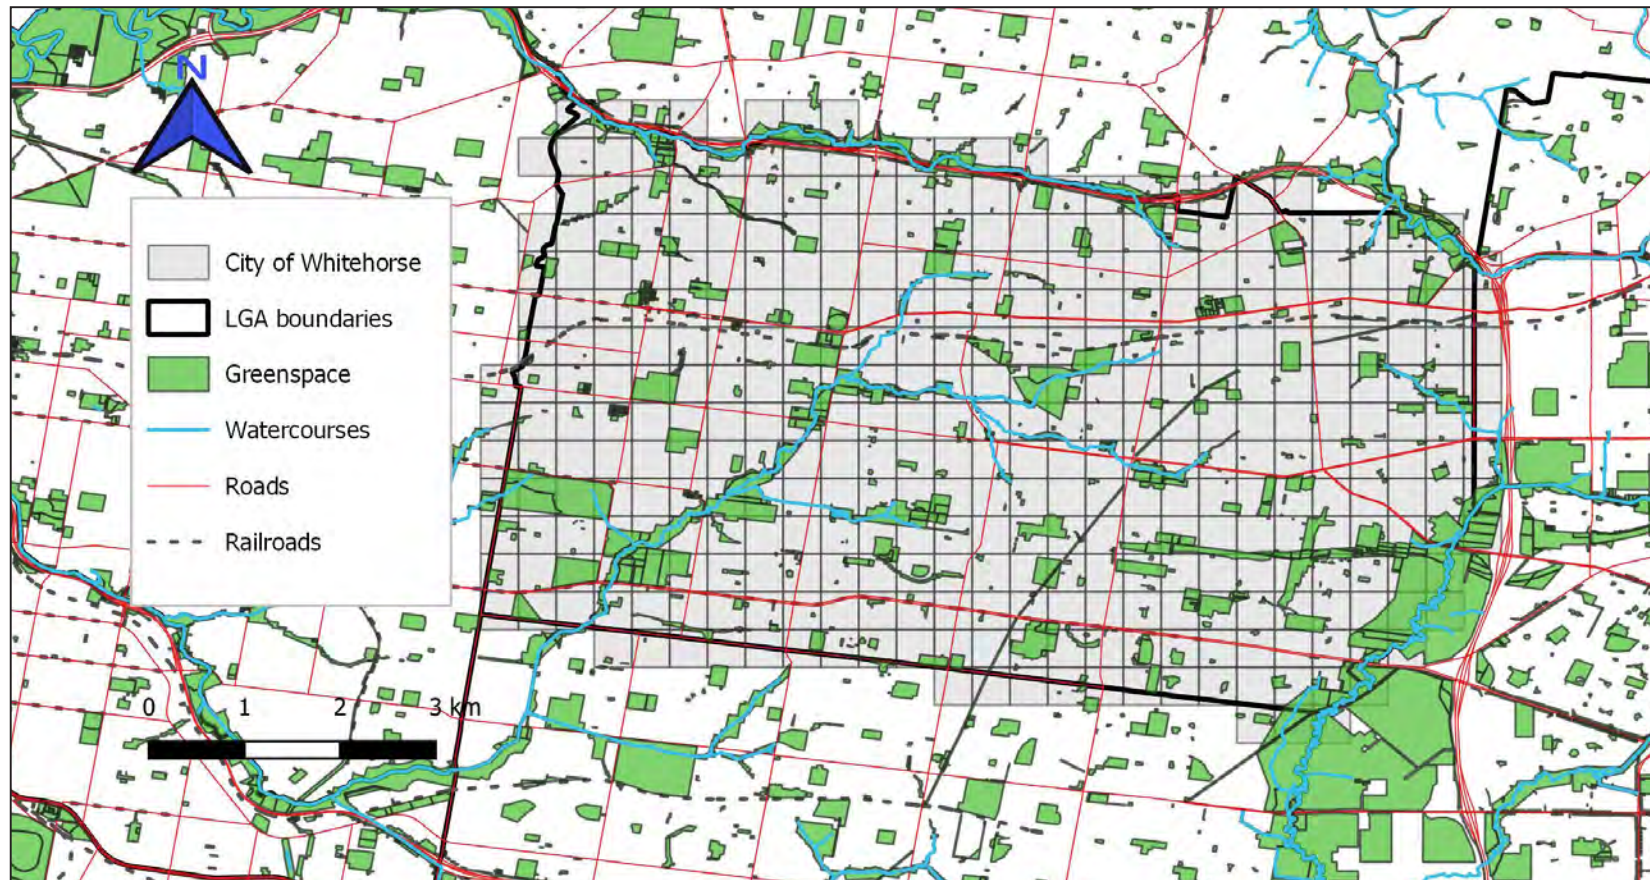 N
City of Whitehorse
LGA boundaries
Greenspace
Watercourses
Roads
Railroads
0 1 2 3 km